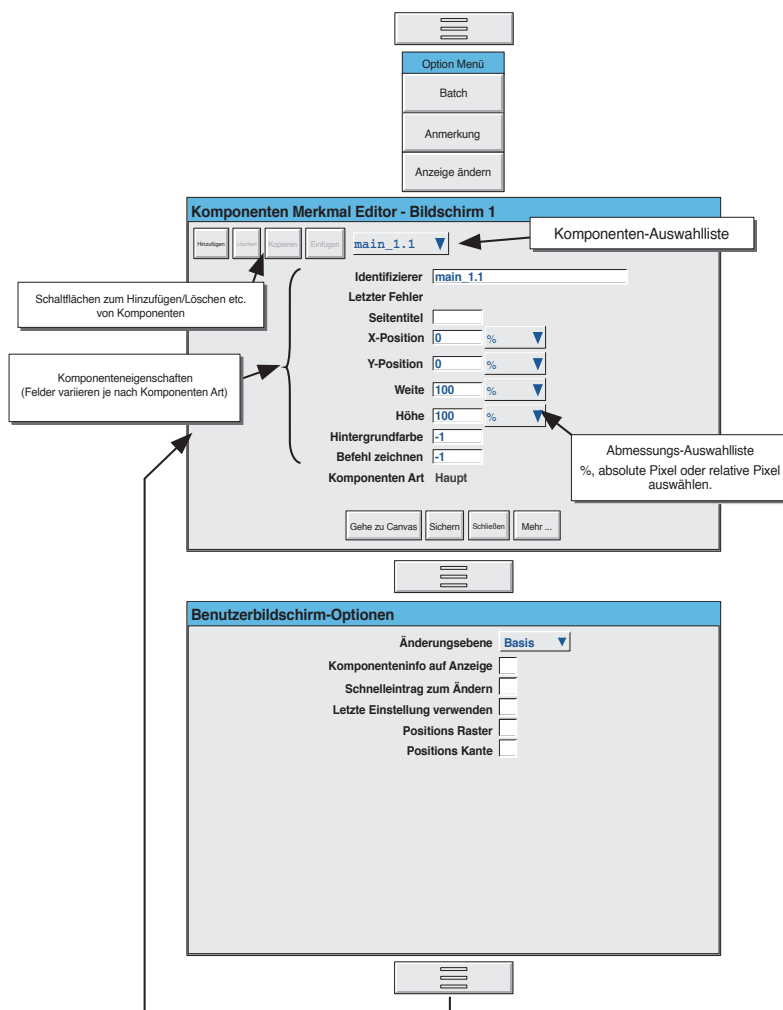 Option Menü
Batch
Anmerkung
Anzeige ändern
Komponenten Merkmal Editor - Bildschirm 1
Hinzufügen
Löschen
Kopieren
Einfügen
main_1.1
Komponenten-Auswahlliste
Identifizierer main_1.1
Letzter Fehler
Schaltflächen zum Hinzufügen/Löschen etc.
von Komponenten
Seitentitel
X-Position 0 %
Y-Position 0 %
Komponenteneigenschaften
(Felder variieren je nach Komponenten Art)
Weite 100 %
Höhe 100 %
Hintergrundfarbe -1
Befehl zeichnen -1
Komponenten Art Haupt
Abmessungs-Auswahlliste
%, absolute Pixel oder relative Pixel
auswählen.
Gehe zu Canvas
Sichern
Schließen
Mehr ...
Benutzerbildschirm-Optionen
Änderungsebene Basis
Komponenteninfo auf Anzeige
Schnelleintrag zum Ändern
Letzte Einstellung verwenden
Positions Raster
Positions Kante